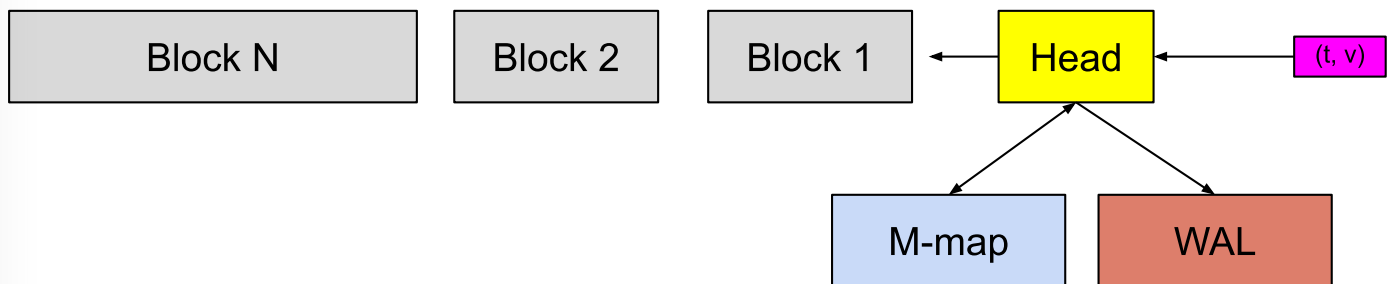 Block N
Block 2
Block 1
Head
(t, v)
M-map
WAL